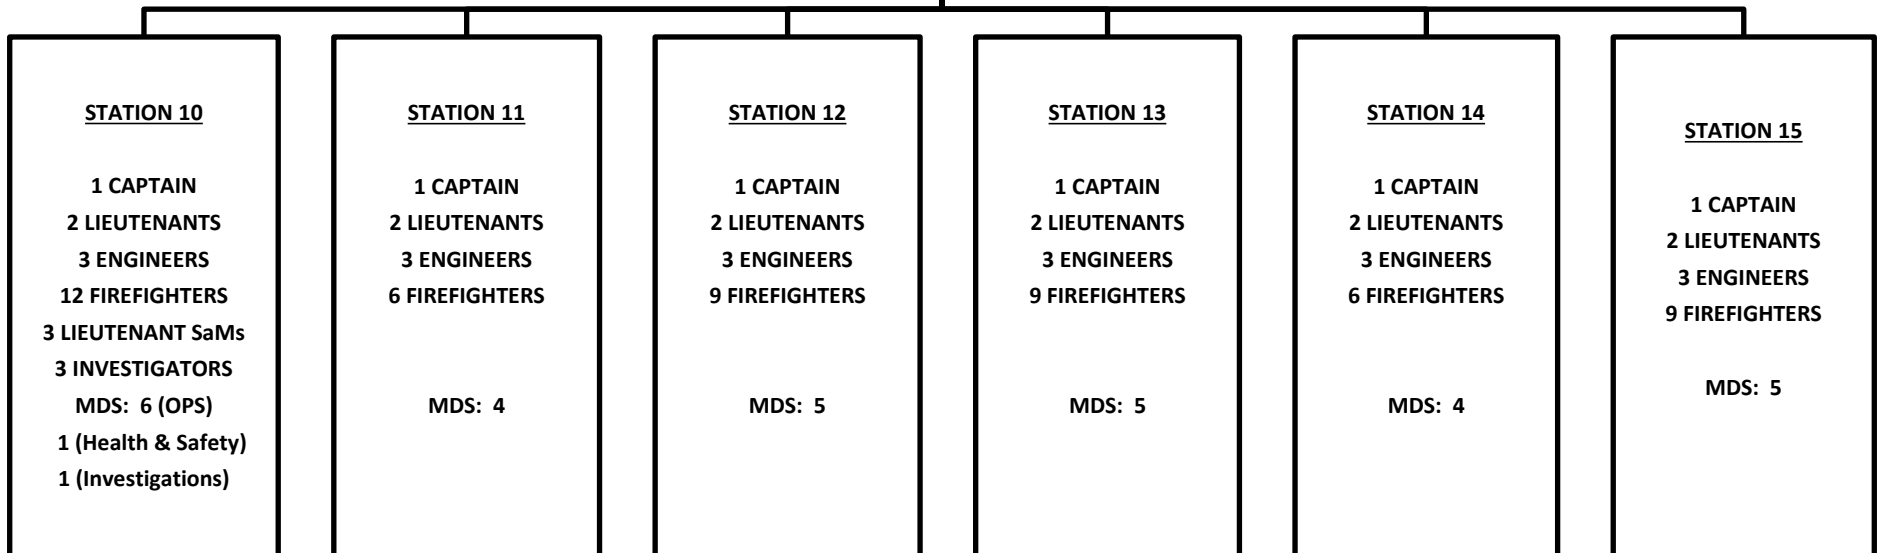 STATION 10
1 CAPTAIN
2 LIEUTENANTS
3 ENGINEERS
12 FIREFIGHTERS
3 LIEUTENANT SaMs
3 INVESTIGATORS
MDS: 6 (OPS)
1 (Health & Safety)
1 (Investigations)
STATION 11
1 CAPTAIN
2 LIEUTENANTS
3 ENGINEERS
6 FIREFIGHTERS
MDS: 4
STATION 12
1 CAPTAIN
2 LIEUTENANTS
3 ENGINEERS
9 FIREFIGHTERS
MDS: 5
STATION 13
1 CAPTAIN
2 LIEUTENANTS
3 ENGINEERS
9 FIREFIGHTERS
MDS: 5
STATION 14
1 CAPTAIN
2 LIEUTENANTS
3 ENGINEERS
6 FIREFIGHTERS
MDS: 4
STATION 15
1 CAPTAIN
2 LIEUTENANTS
3 ENGINEERS
9 FIREFIGHTERS
MDS: 5